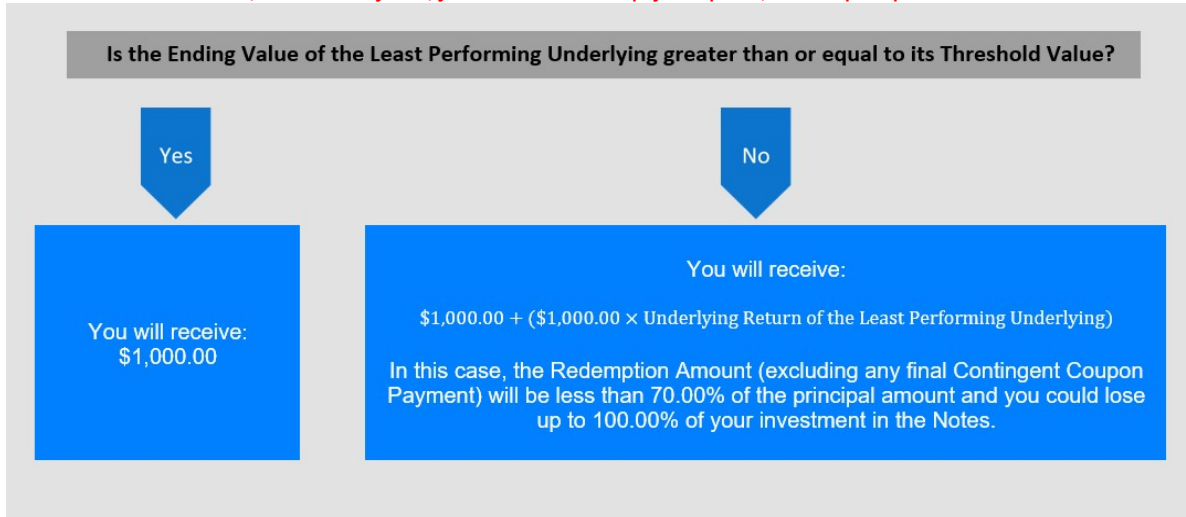 Is the Ending Value of the Least Performing Underlying greater than or equal to its Threshold Value?
Yes
No
You will receive:
$1,000.00
You will receive:
$1,000.00 + ($1,000.00 × Underlying Return of the Least Performing Underlying)
In this case, the Redemption Amount (excluding any final Contingent Coupon
Payment) will be less than 70.00% of the principal amount and you could lose
up to 100.00% of your investment in the Notes.